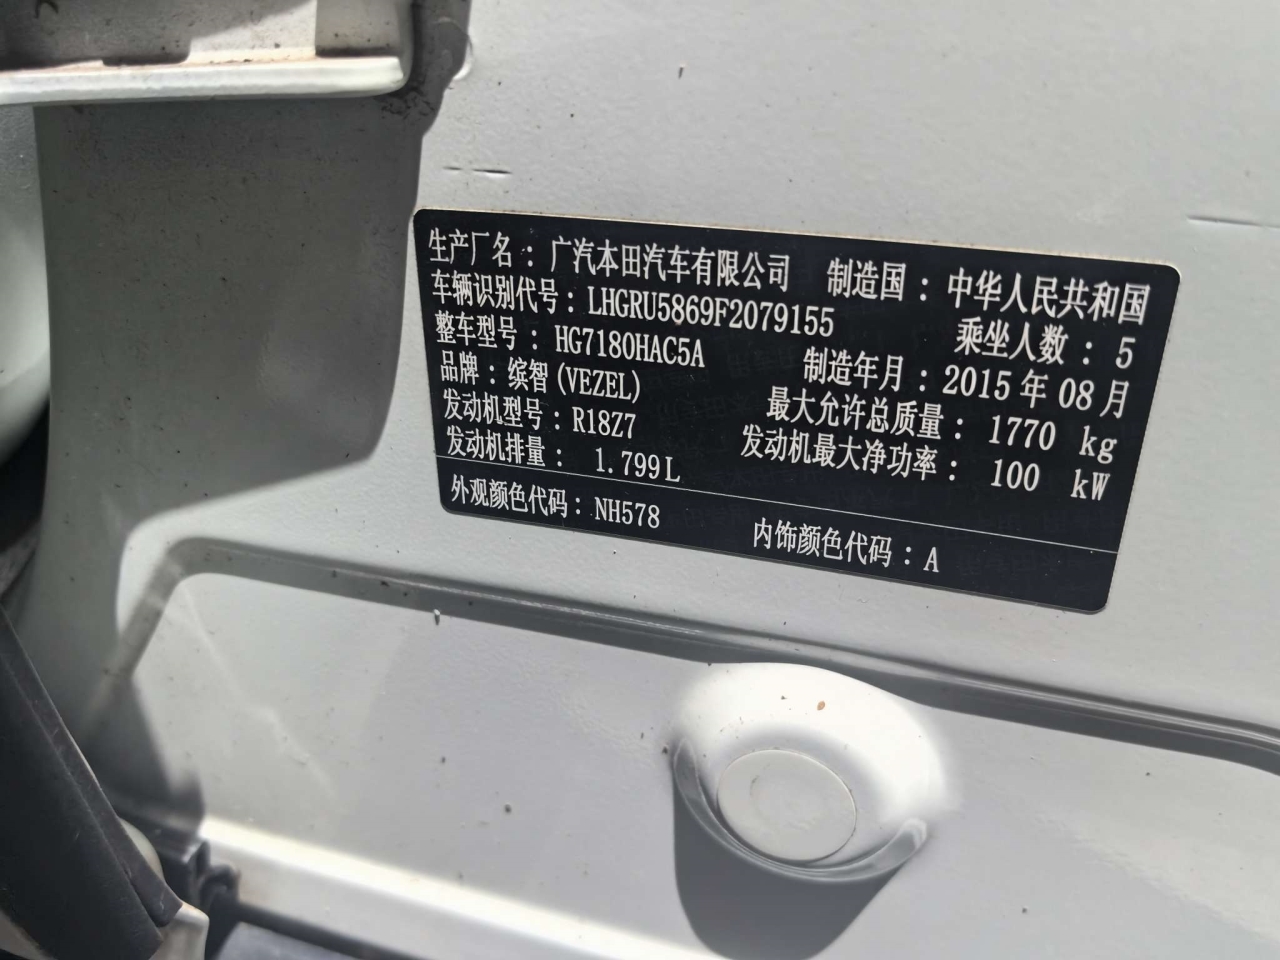 生产厂名：广汽本田汽车有限公司 制造国：中华人民共和国
车辆识别代号：LHGRU5869F2079155 乘坐人数：5
整车型号：HG7180HAC5A 制造年月：2015年08月
品牌：缤智(VEZEL) 最大允许总质量：1770 kg
发动机型号：R18Z7 发动机最大净功率：100 kW
发动机排量：1.799L
外观颜色代码：NH578 内饰颜色代码：A